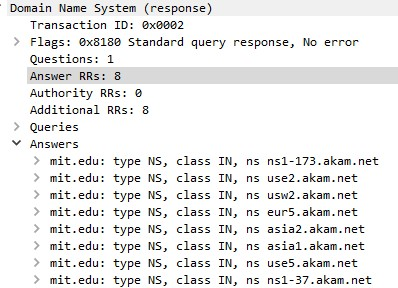 Domain Name System (response)
Transaction ID: 0x0002
Flags: 0x8180 Standard query response, No error
Questions: 1
Answer RRs: 8
Authority RRs: 0
Additional RRs: 8
Queries
Answers
mit.edu: type NS, class IN, ns ns1-173.akam.net
mit.edu: type NS, class IN, ns use2.akam.net
mit.edu: type NS, class IN, ns usw2.akam.net
mit.edu: type NS, class IN, ns eur5.akam.net
mit.edu: type NS, class IN, ns asia2.akam.net
mit.edu: type NS, class IN, ns asia1.akam.net
mit.edu: type NS, class IN, ns use5.akam.net
mit.edu: type NS, class IN, ns ns1-37.akam.net